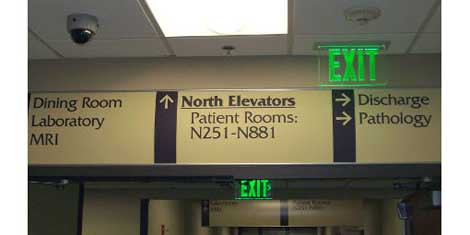 EXIT
Dining Room
Laboratory
MRI
North Elevators
Patient Rooms:
N251-N881
Discharge
Pathology
EXIT